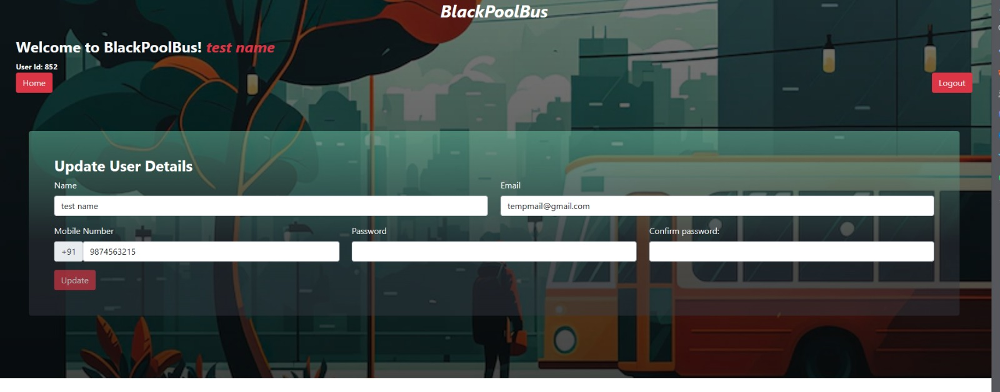 BlackPoolBus
Welcome to BlackPoolBus! test name
User Id: 852
Home
Logout
Update User Details
Name
Email
test name
tempmail@gmail.com
Mobile Number
Password
Confirm password:
+91 9874563215
Update